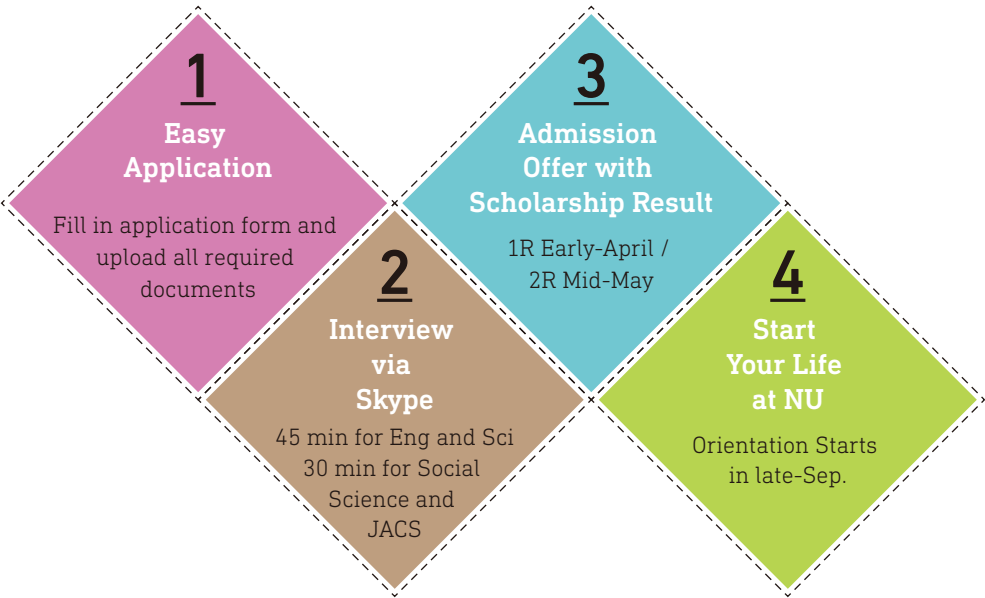 1
Easy
Application
Fill in application form and
upload all required
documents
2
Interview
via
Skype
45 min for Eng and Sci
30 min for Social
Science and
JACS
3
Admission
Offer with
Scholarship Result
1R Early-April /
2R Mid-May
4
Start
Your Life
at NU
Orientation Starts
in late-Sep.